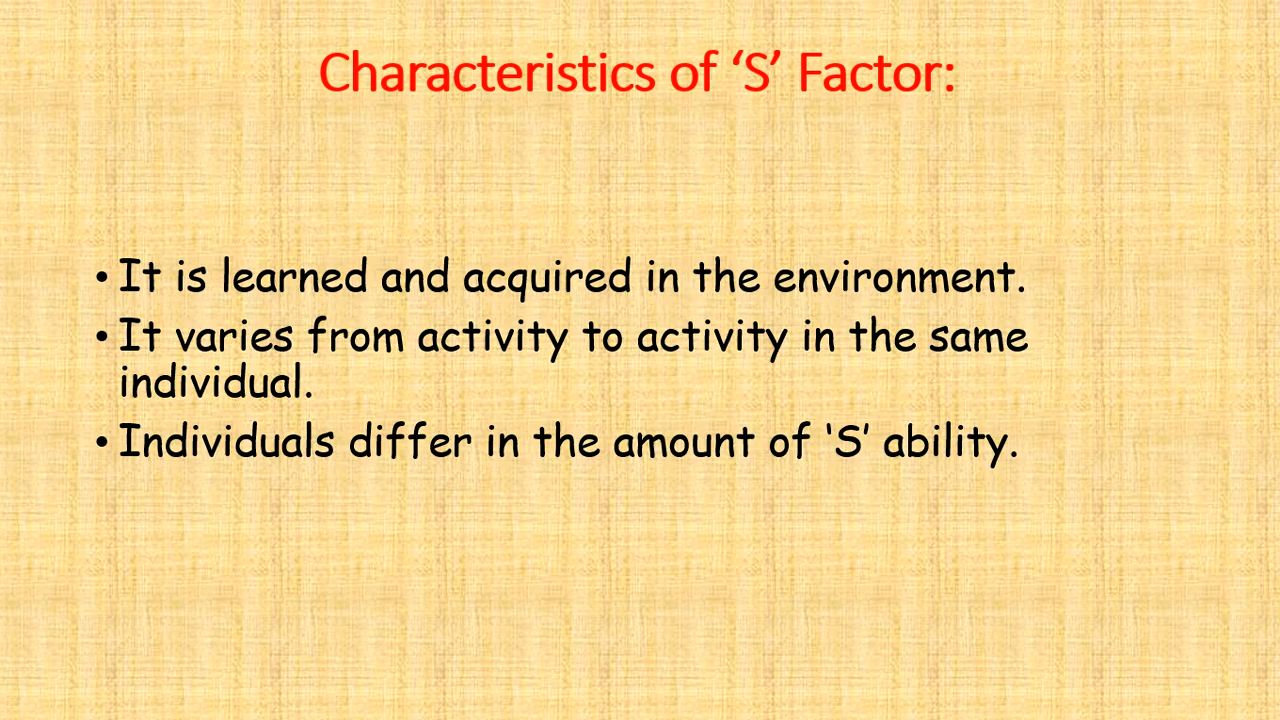 Characteristics of ‘S’ Factor:
• It is learned and acquired in the environment.
• It varies from activity to activity in the same
individual.
• Individuals differ in the amount of ‘S’ ability.